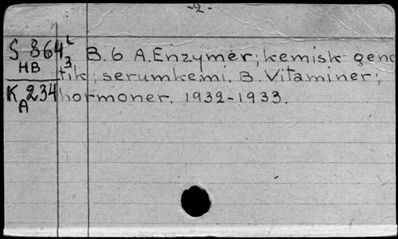 -2-
S 864 L B. 6 A. Enzymer; kemisk gene
HB 3 tik; serumkemi. B. Vitaminer;
K A 234 hormoner. 1932-1933.